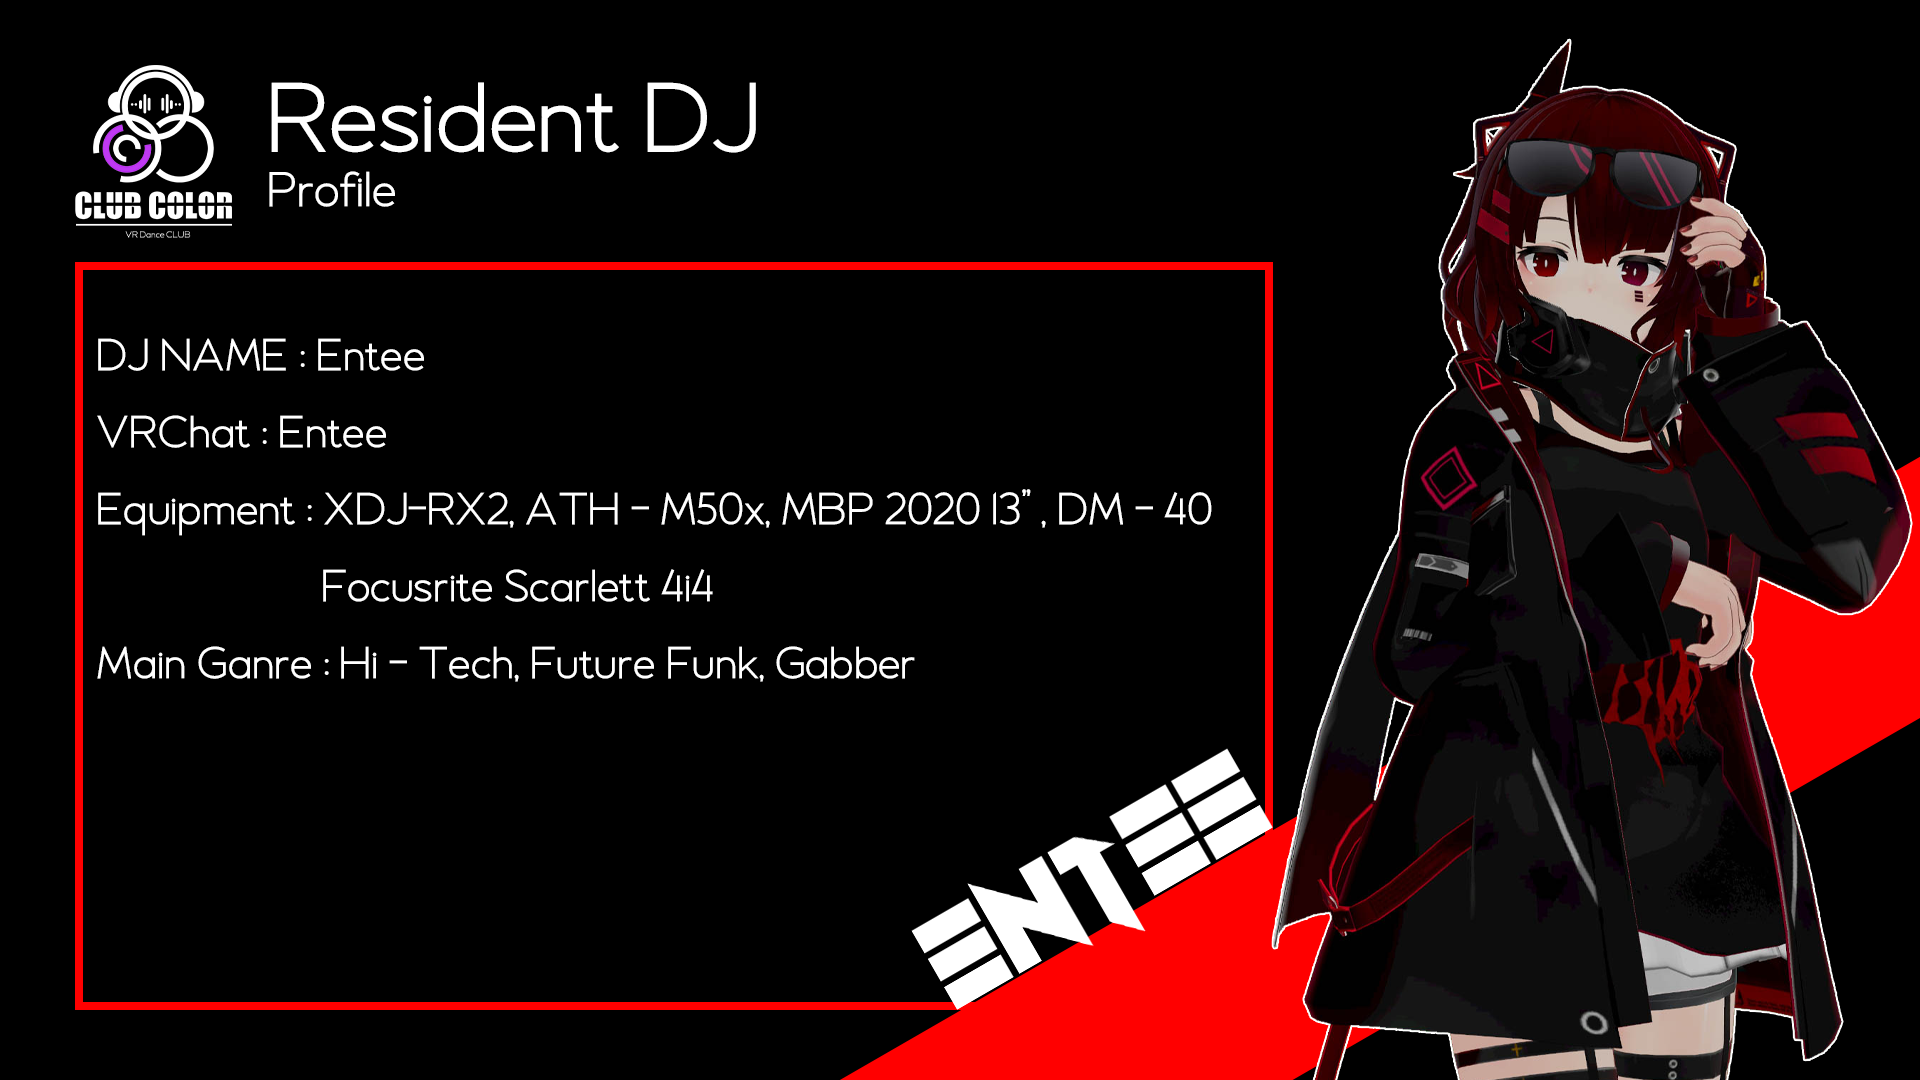 Resident DJ
Profile
CLUB COLOR
VR Dance CLUB
DJ NAME : Entee
VRChat : Entee
Equipment : XDJ-RX2, ATH - M50x, MBP 2020 13", DM - 40
Focusrite Scarlett 4i4
Main Ganre : Hi - Tech, Future Funk, Gabber
ENTEE